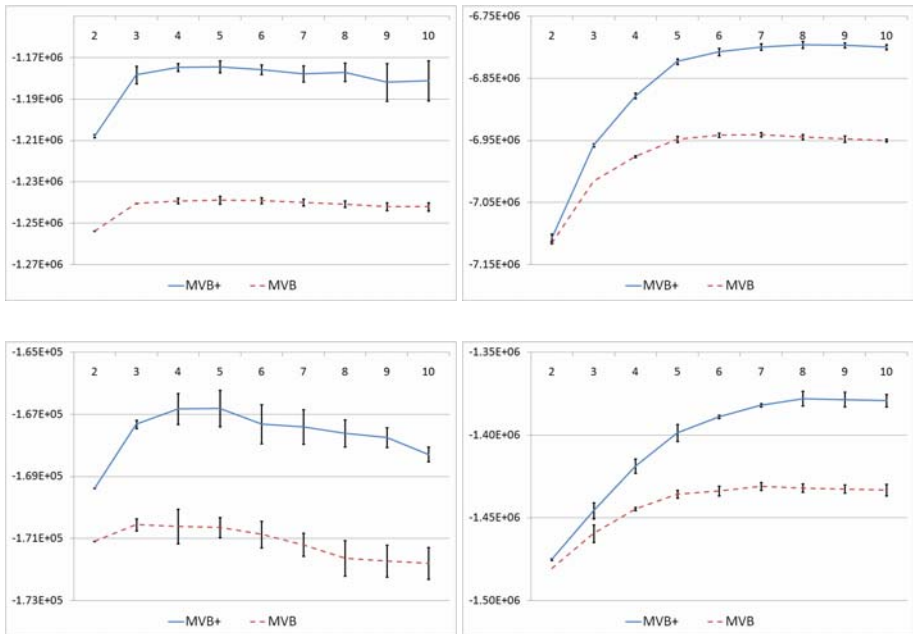 2 3 4 5 6 7 8 9 10
-1.17E+06
-1.19E+06
-1.21E+06
-1.23E+06
-1.25E+06
-1.27E+06
MVB+ MVB
-6.75E+06
2 3 4 5 6 7 8 9 10
-6.85E+06
-6.95E+06
-7.05E+06
-7.15E+06
MVB+ MVB
-1.65E+05
2 3 4 5 6 7 8 9 10
-1.67E+05
-1.69E+05
-1.71E+05
-1.73E+05
MVB+ MVB
-1.35E+06
2 3 4 5 6 7 8 9 10
-1.40E+06
-1.45E+06
-1.50E+06
MVB+ MVB